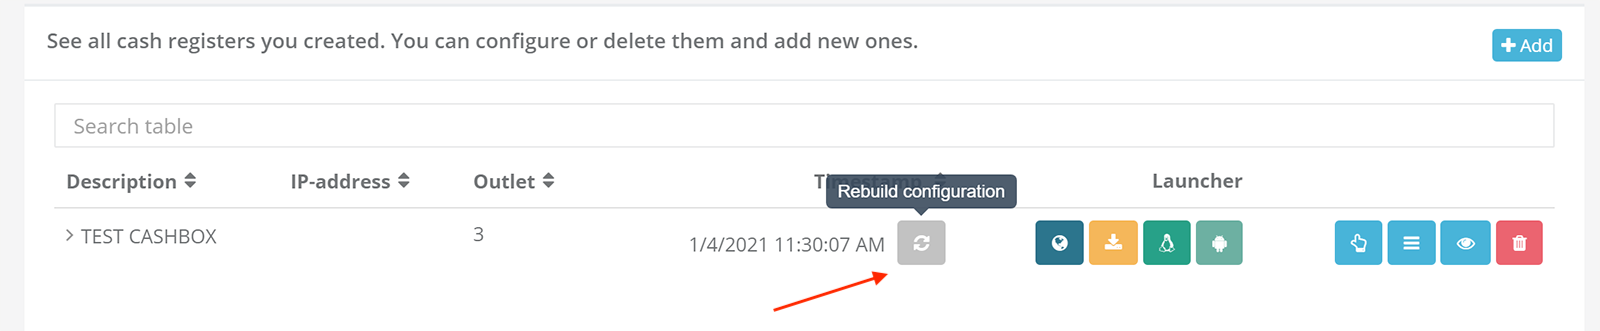 See all cash registers you created. You can configure or delete them and add new ones.
Add
Search table
Description IP-address Outlet Timestamp Launcher
Rebuild configuration
TEST CASHBOX 3 1/4/2021 11:30:07 AM